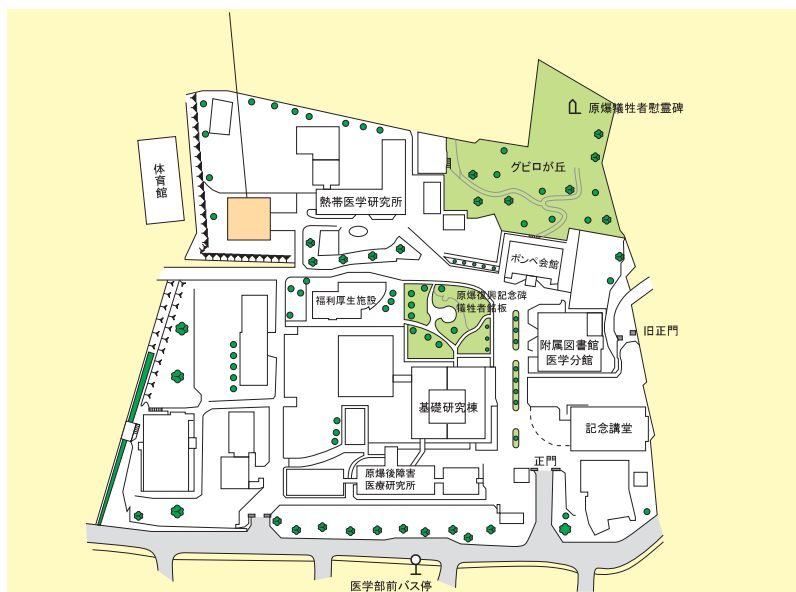 原爆犠牲者慰霊碑
グビロが丘
体育館
熱帯医学研究所
ポンペ会館
福利厚生施設
原爆復興記念碑
犠牲者銘板
旧正門
附属図書館
医学分館
基礎研究棟
記念講堂
正門
原爆後障害
医療研究所
医学部前バス停